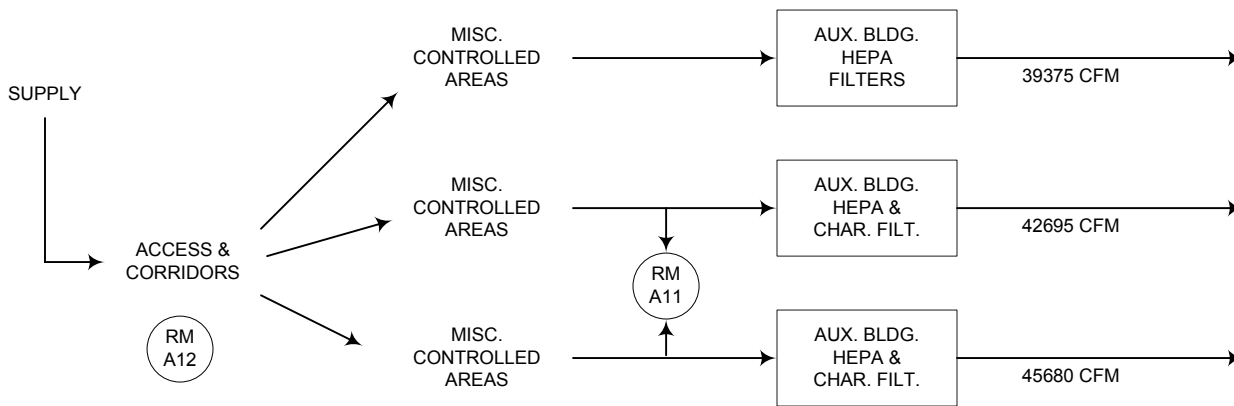 SUPPLY
ACCESS &
CORRIDORS
RM
A12
MISC.
CONTROLLED
AREAS
AUX. BLDG.
HEPA
FILTERS
39375 CFM
MISC.
CONTROLLED
AREAS
RM
A11
AUX. BLDG.
HEPA &
CHAR. FILT.
42695 CFM
MISC.
CONTROLLED
AREAS
AUX. BLDG.
HEPA &
CHAR. FILT.
45680 CFM